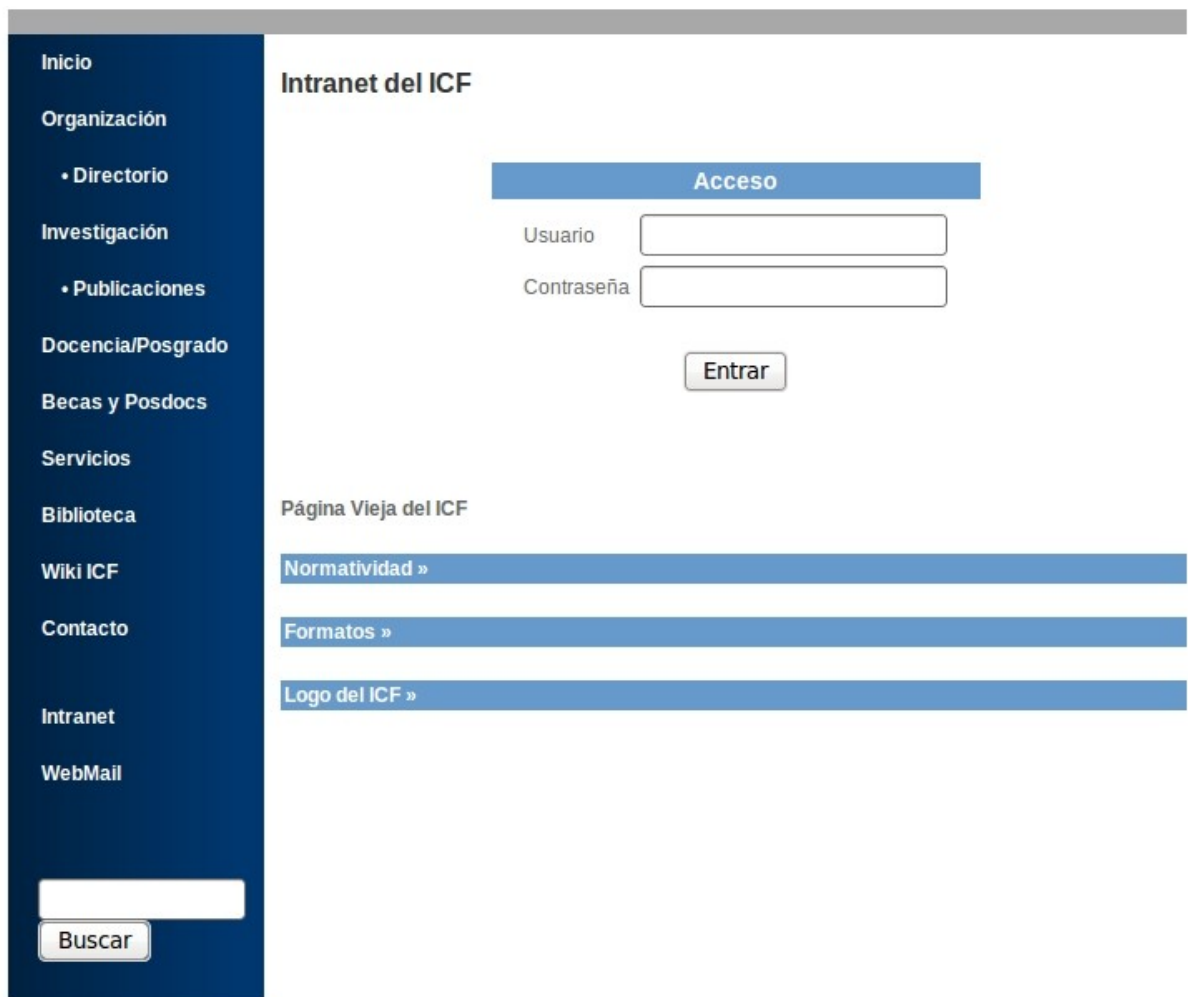 Inicio
Organización
• Directorio
Investigación
• Publicaciones
Docencia/Posgrado
Becas y Posdocs
Servicios
Biblioteca
Wiki ICF
Contacto
Intranet
WebMail
Buscar
Intranet del ICF
Acceso
Usuario
Contraseña
Entrar
Página Vieja del ICF
Normatividad »
Formatos »
Logo del ICF »